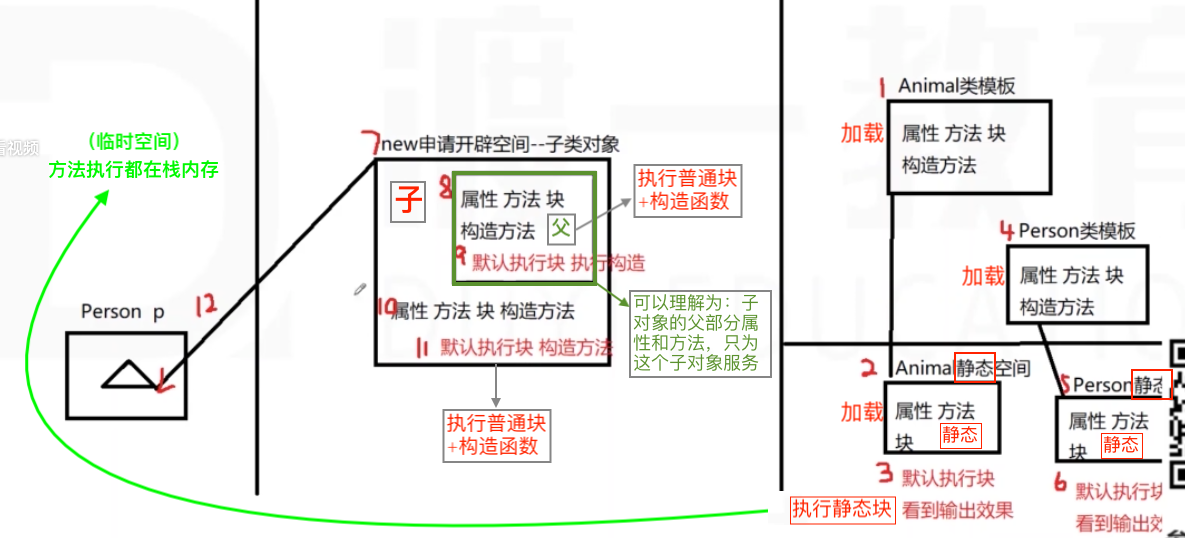 看视频
（临时空间）
方法执行都在栈内存
Person p
12
7
new申请开辟空间--子类对象
子
8
属性 方法 块
构造方法
父
9
默认执行块 执行构造
10
属性 方法 块 构造方法
11
默认执行块 构造方法
执行普通块
+构造函数
可以理解为：子
对象的父部分属
性和方法，只为
这个子对象服务
执行普通块
+构造函数
渡一教育
1
Animal类模板
加载
属性 方法 块
构造方法
4
Person类模板
加载
属性 方法 块
构造方法
2
Animal静态空间
加载
属性 方法
块
静态
3
默认执行块
看到输出效果
执行静态块
5
Person静态
属性 方法
块
静态
6
默认执行块
看到输出效